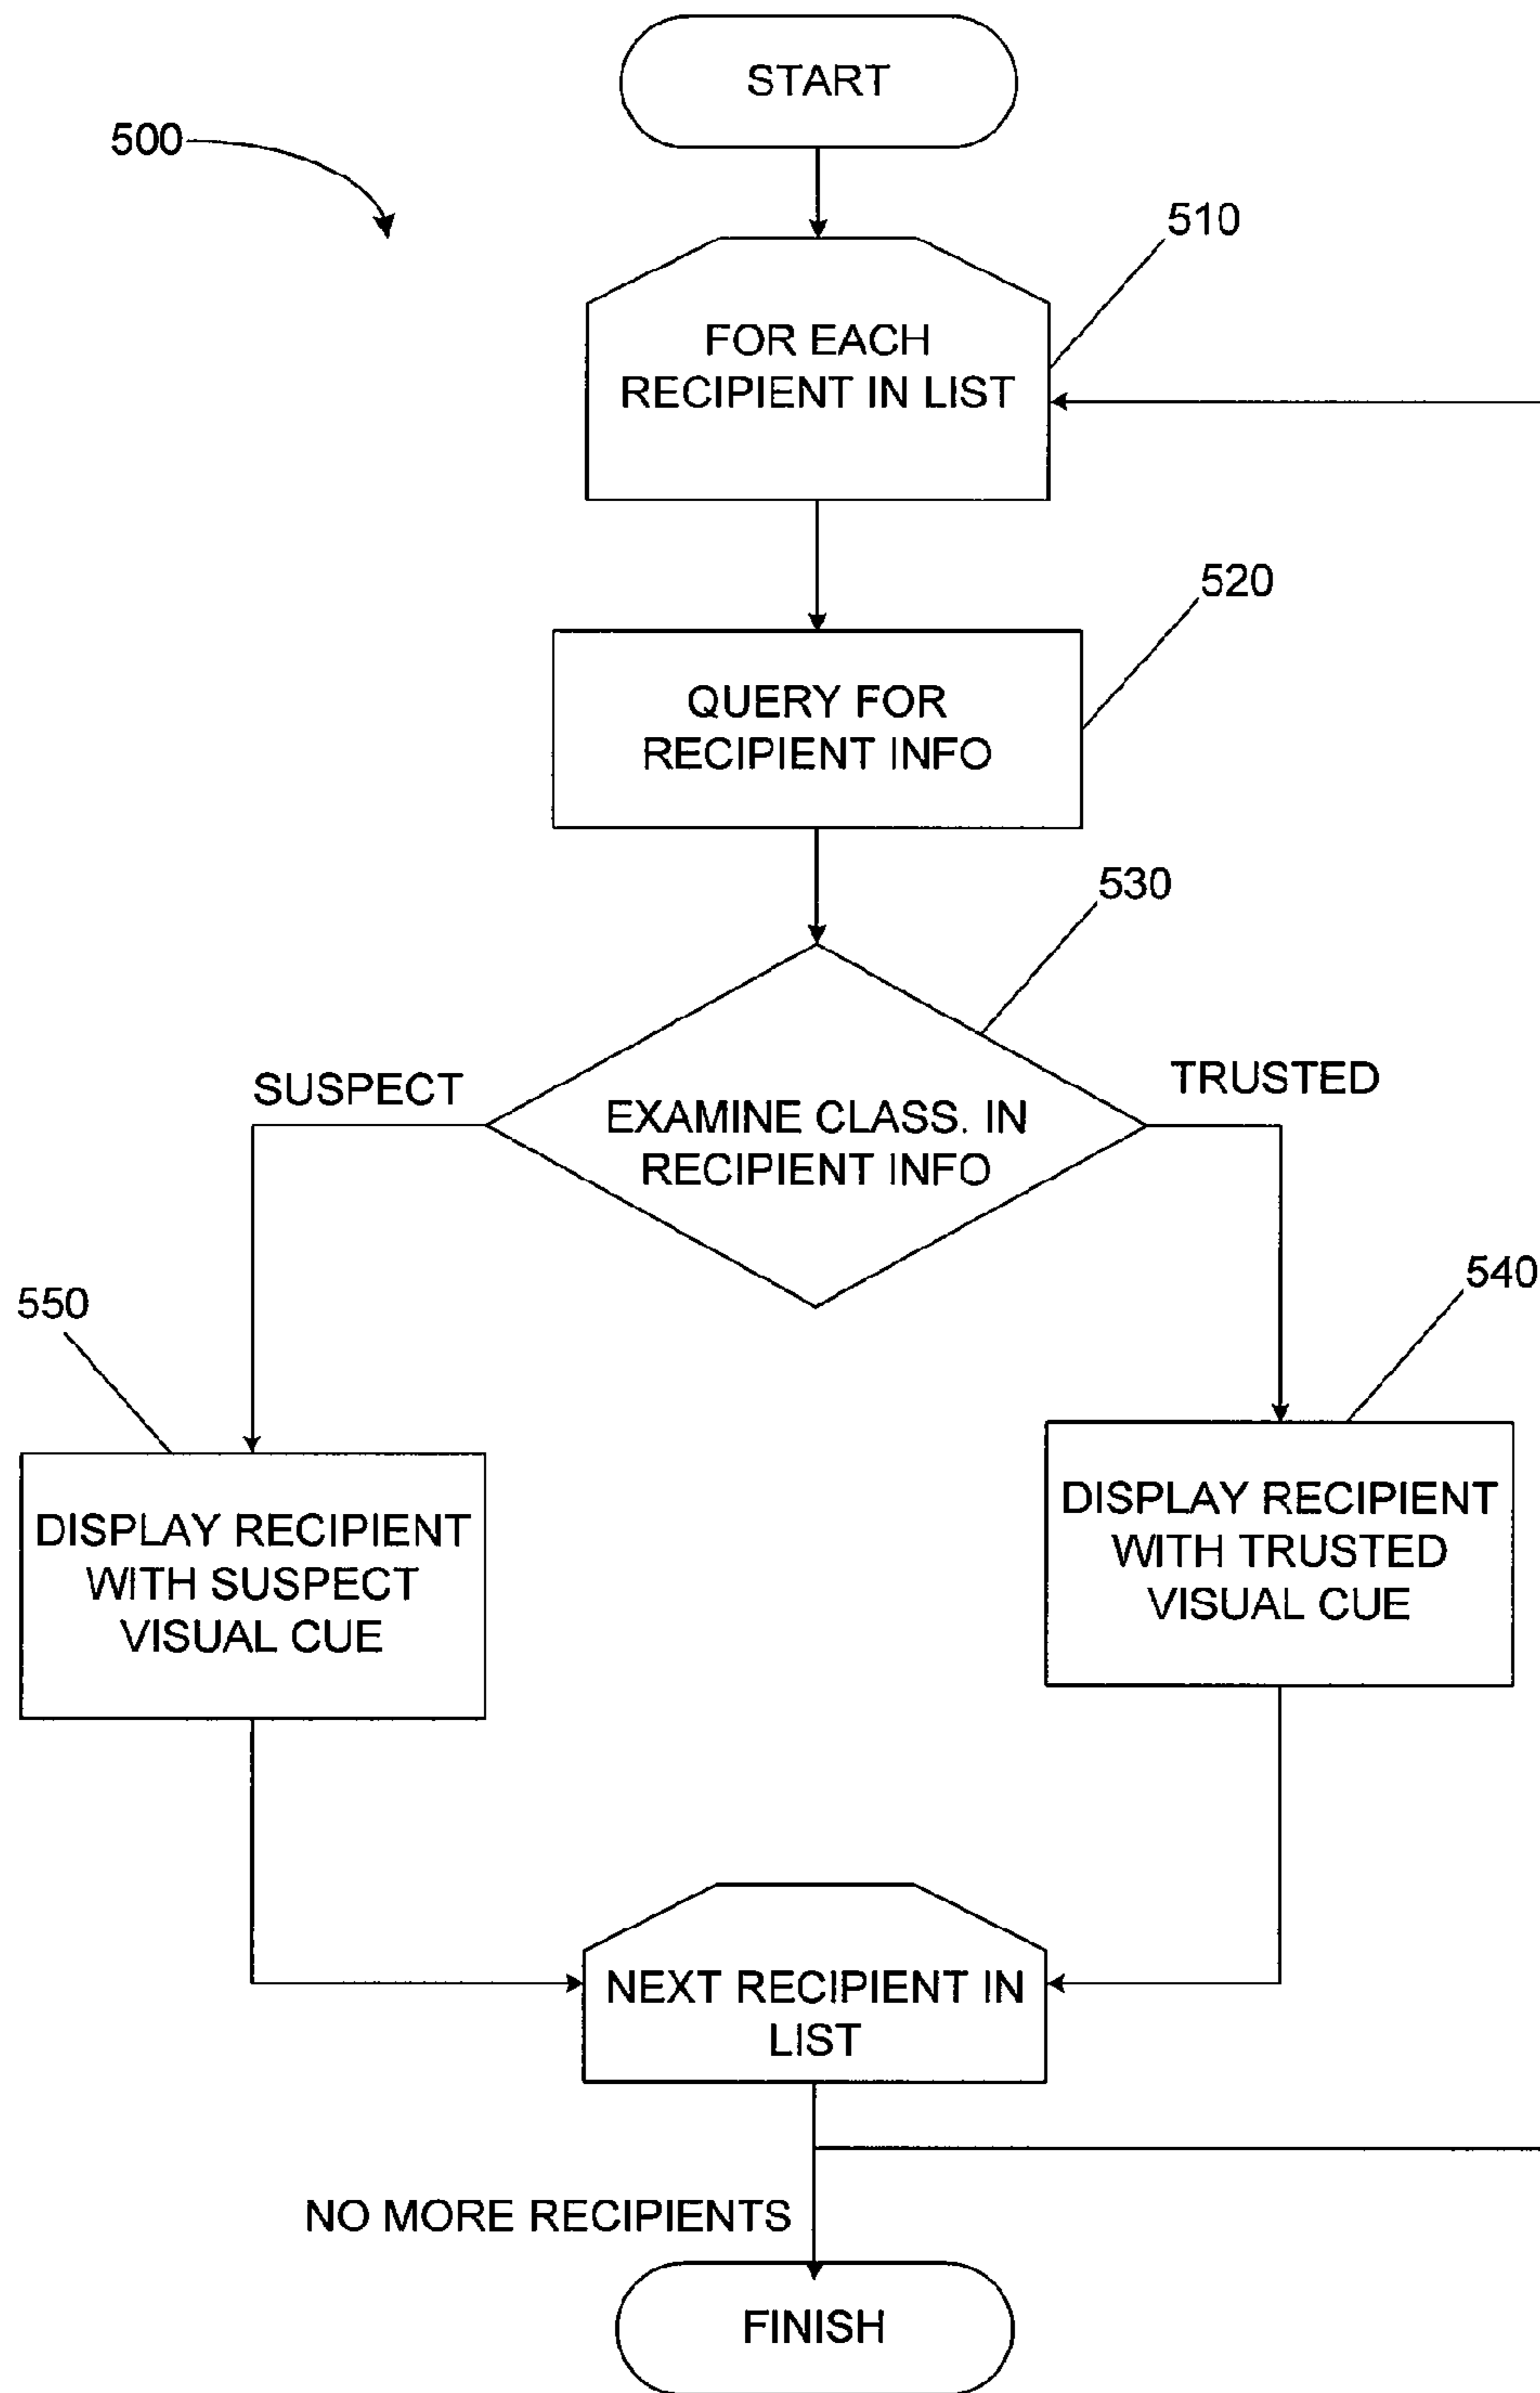 START
500
510
FOR EACH
RECIPIENT IN LIST
520
QUERY FOR
RECIPIENT INFO
530
SUSPECT
TRUSTED
EXAMINE CLASS. IN
RECIPIENT INFO
550
540
DISPLAY RECIPIENT
WITH SUSPECT
VISUAL CUE
DISPLAY RECIPIENT
WITH TRUSTED
VISUAL CUE
NEXT RECIPIENT IN
LIST
NO MORE RECIPIENTS
FINISH